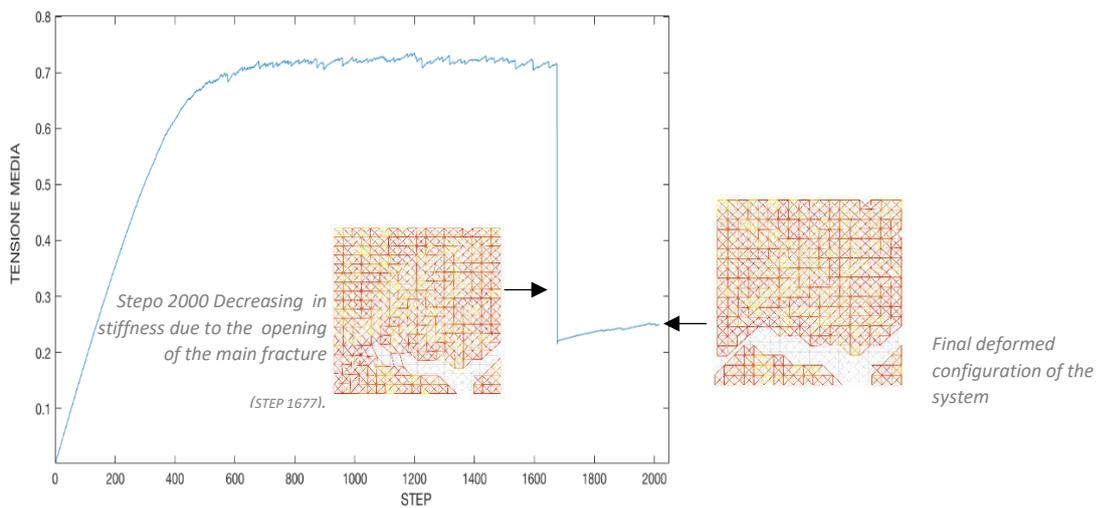 0.8
0.7
0.6
0.5
0.4
0.3
0.2
0.1
TENSIONE MEDIA
Stepo 2000 Decreasing in
stiffness due to the opening
of the main fracture
(STEP 1677).
Final deformed
configuration of the
system
0 200 400 600 800 1000 1200 1400 1600 1800 2000
STEP